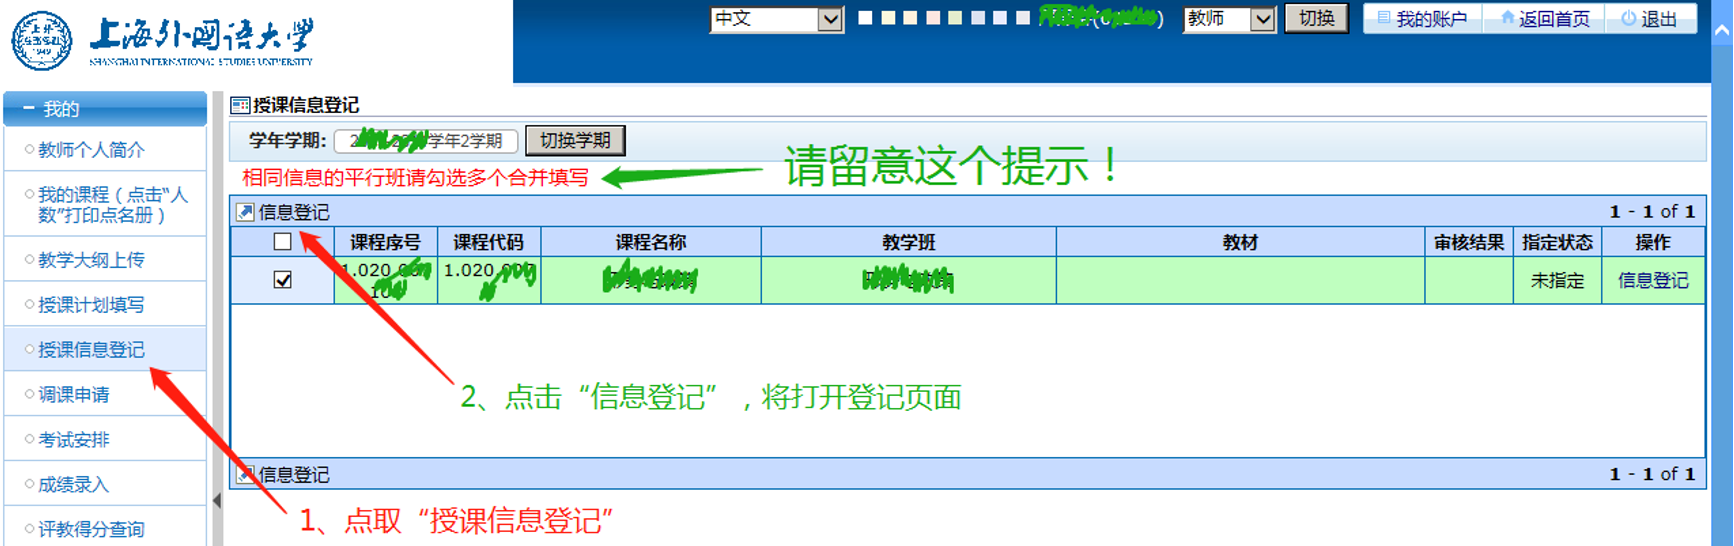 上海外国语大学
SHANGHAI INTERNATIONAL STUDIES UNIVERSITY
中文
教师
切换
我的账户
返回首页
退出
我的
教师个人简介
我的课程（点击“人
数”打印点名册）
教学大纲上传
授课计划填写
授课信息登记
调课申请
考试安排
成绩录入
评教得分查询
授课信息登记
学年学期: 学年2学期 切换学期
相同信息的平行班请勾选多个合并填写
请留意这个提示！
信息登记 1 - 1 of 1
课程序号 课程代码 课程名称 教学班 教材 审核结果 指定状态 操作
1.020 1.020 未指定 信息登记
2、点击“信息登记”，将打开登记页面
信息登记 1 - 1 of 1
1、点取“授课信息登记”